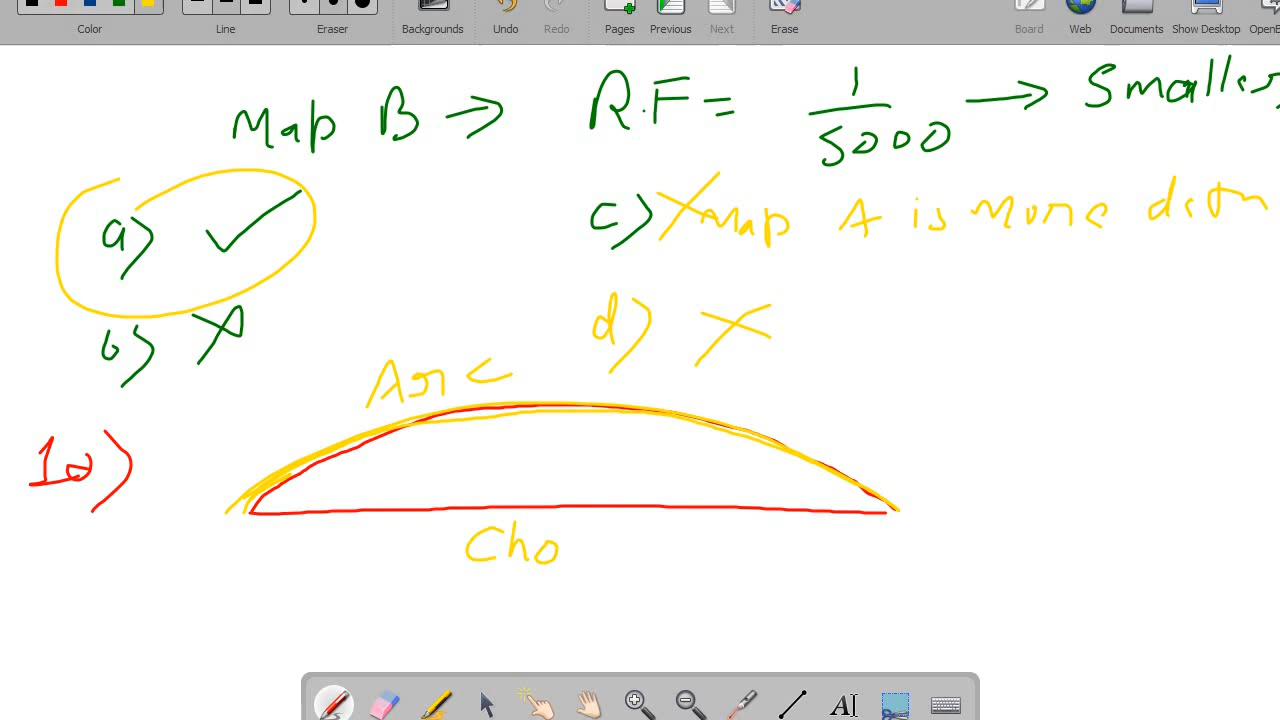 Color Line Eraser Backgrounds Undo Redo Pages Previous Next Erase Board Web Documents Show Desktop
Map B → R.F = 1/5000 → Smaller
a) ✓ c) X Map A is more
b) X d) X
Arc
10)
Cho